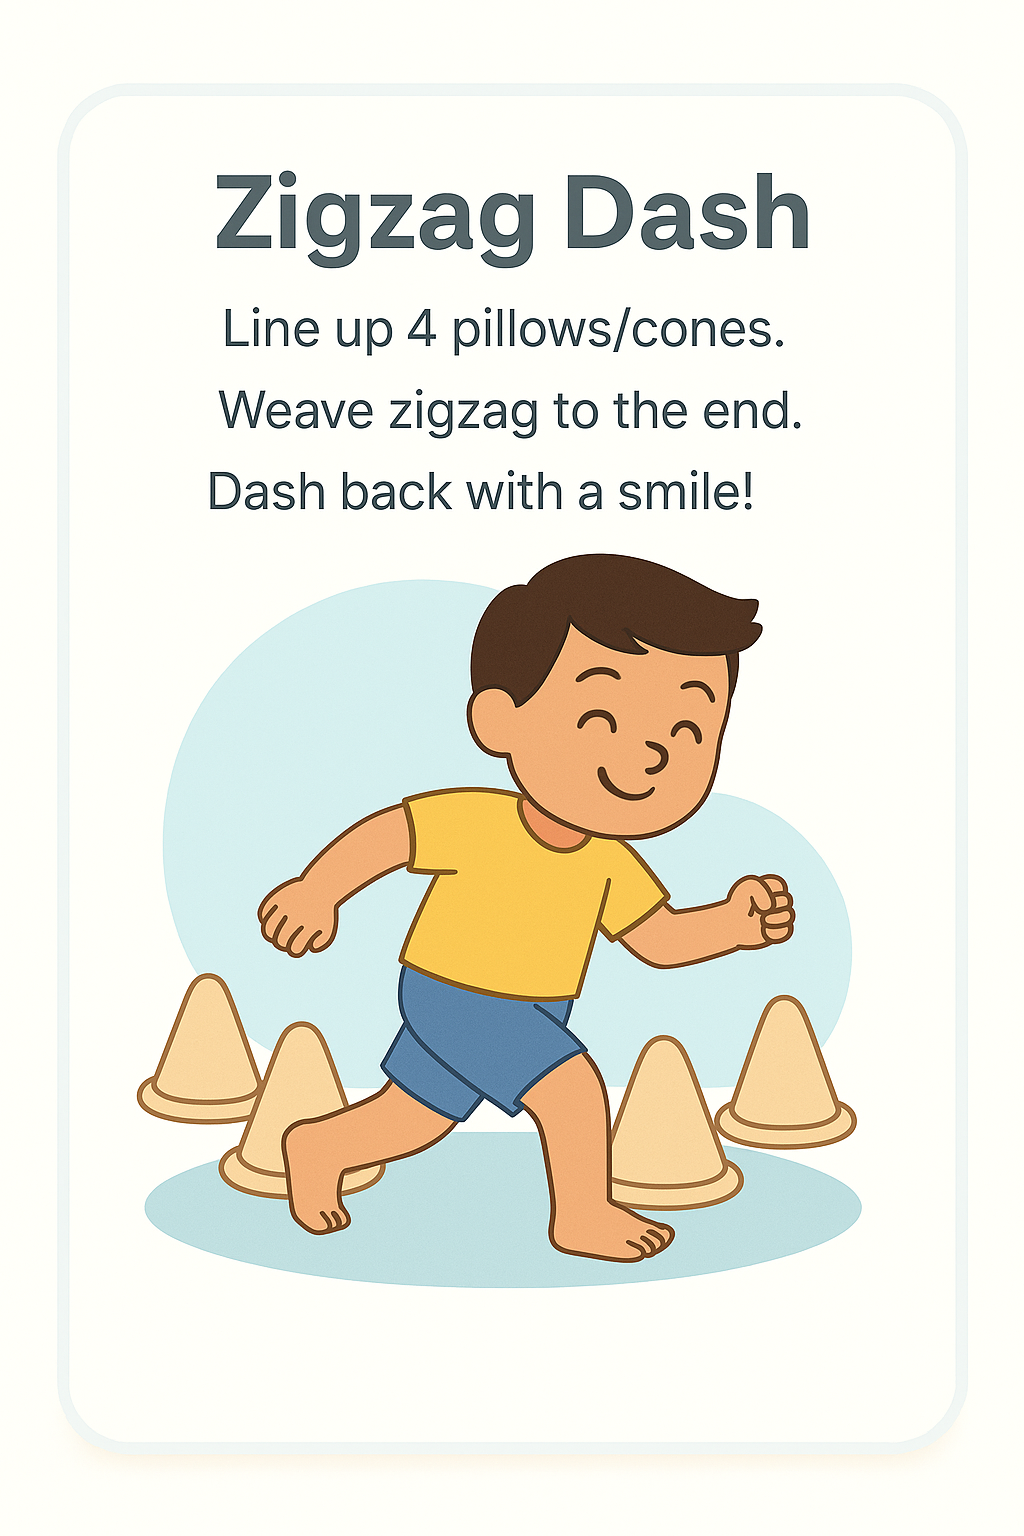 Zigzag Dash
Line up 4 pillows/cones.
Weave zigzag to the end.
Dash back with a smile!